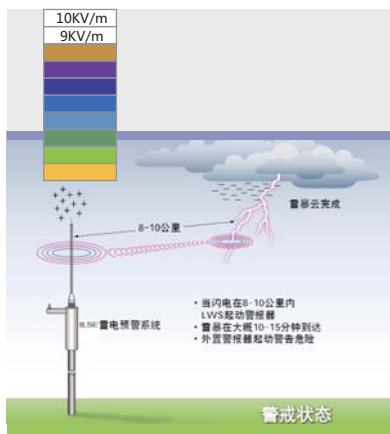 10KV/m
9KV/m
雷暴云完成
8-10公里
ILSE雷电预警系统
• 当闪电在8-10公里内
LWS起动警报器
• 雷暴在大概10-15分钟到达
• 外置警报器起动警告危险
警戒状态